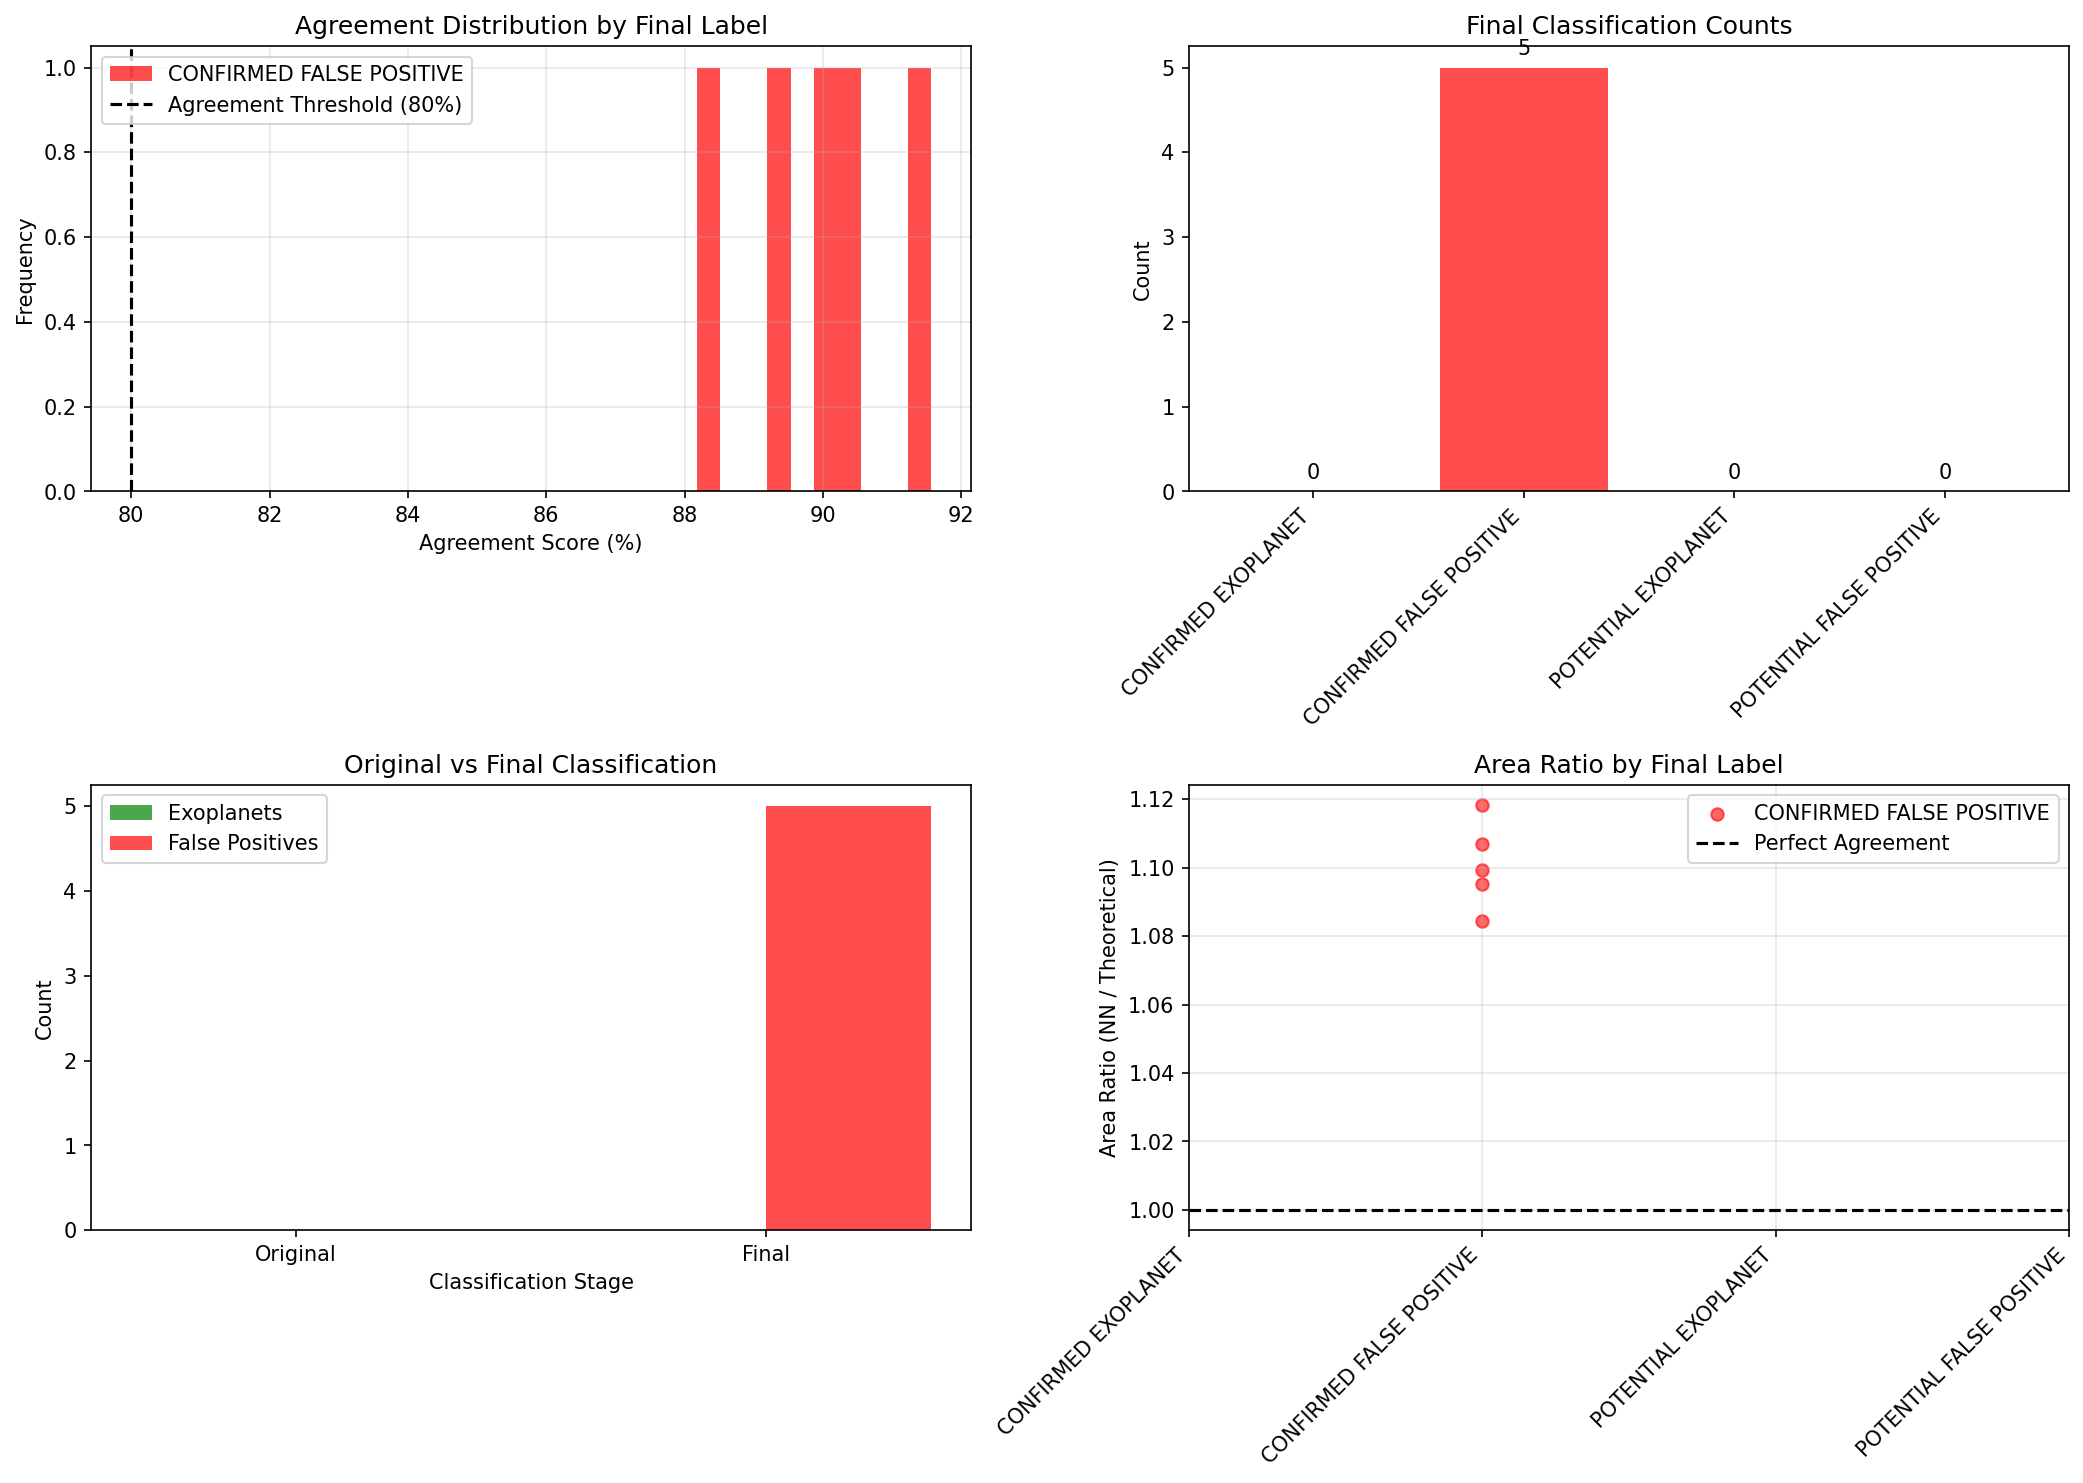 Agreement Distribution by Final Label
CONFIRMED FALSE POSITIVE
Agreement Threshold (80%)
Frequency
1.0
0.8
0.6
0.4
0.2
0.0
80 82 84 86 88 90 92
Agreement Score (%)
Final Classification Counts
Count
5
4
3
2
1
0
0 5 0 0
CONFIRMED EXOPLANET
CONFIRMED FALSE POSITIVE
POTENTIAL EXOPLANET
POTENTIAL FALSE POSITIVE
Original vs Final Classification
Exoplanets
False Positives
Count
5
4
3
2
1
0
Original Final
Classification Stage
Area Ratio by Final Label
CONFIRMED FALSE POSITIVE
Perfect Agreement
Area Ratio (NN / Theoretical)
1.12
1.10
1.08
1.06
1.04
1.02
1.00
CONFIRMED EXOPLANET
CONFIRMED FALSE POSITIVE
POTENTIAL EXOPLANET
POTENTIAL FALSE POSITIVE